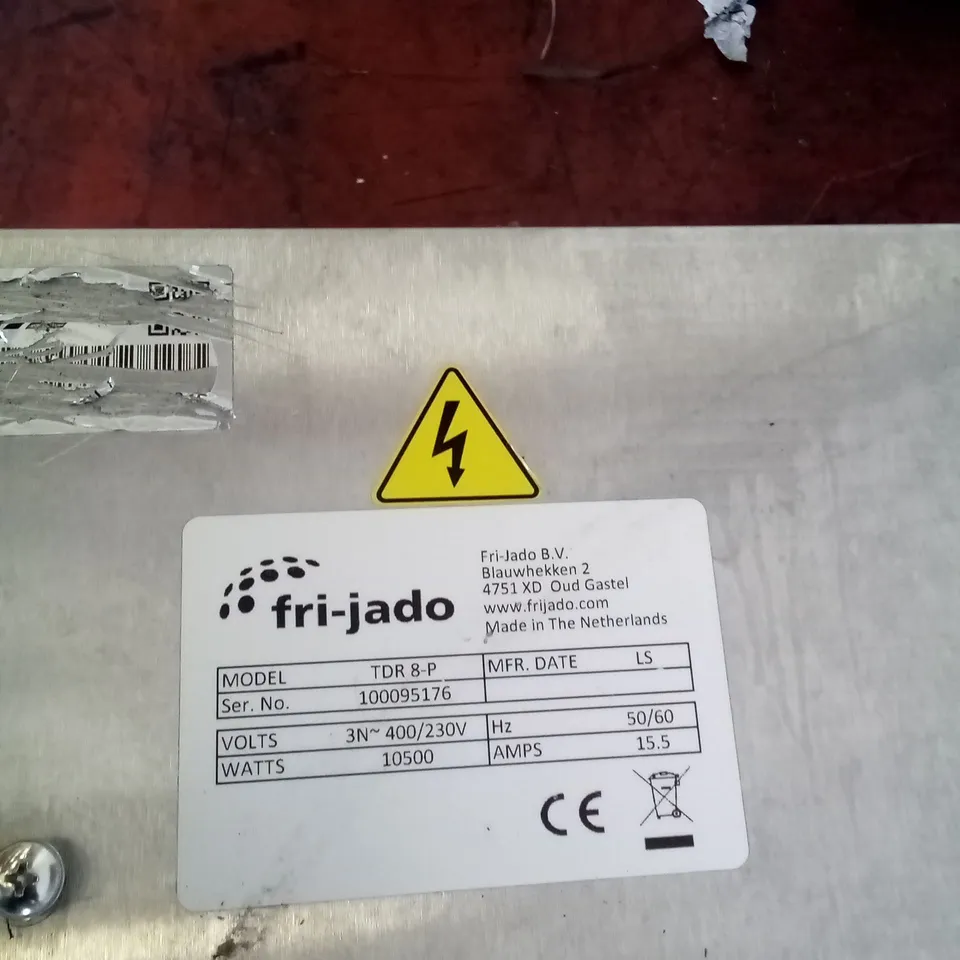 fri-jado
Fri-Jado B.V.
Blauwhekken 2
4751 XD Oud Gastel
www.frijado.com
Made in The Netherlands
MODEL TDR 8-P MFR. DATE LS
Ser. No. 100095176
VOLTS 3N~ 400/230V Hz 50/60
WATTS 10500 AMPS 15.5
CE